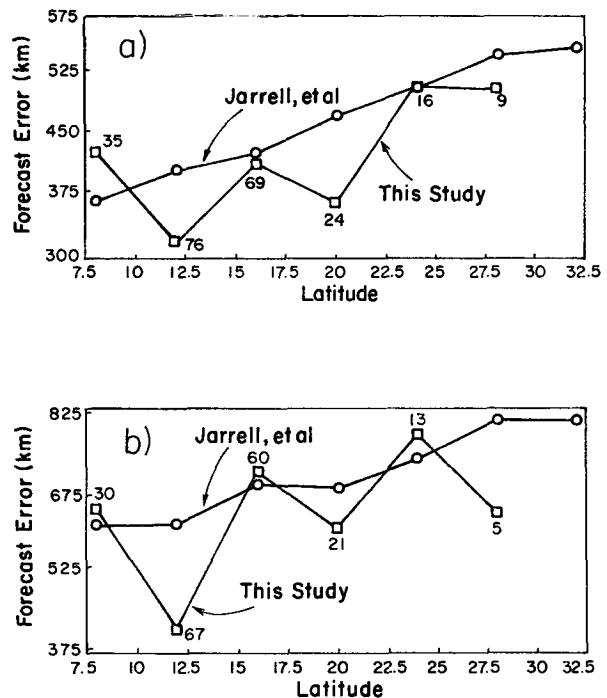 a)
Forecast Error (km)
575
525
450
375
300
Jarrell, et al
This Study
35
76
69
24
16
9
7.5 10 12.5 15 17.5 20 22.5 25 27.5 30 32.5
Latitude
b)
Forecast Error (km)
825
675
525
375
Jarrell, et al
This Study
30
67
60
21
13
5
7.5 10 12.5 15 17.5 20 22.5 25 27.5 30 32.5
Latitude